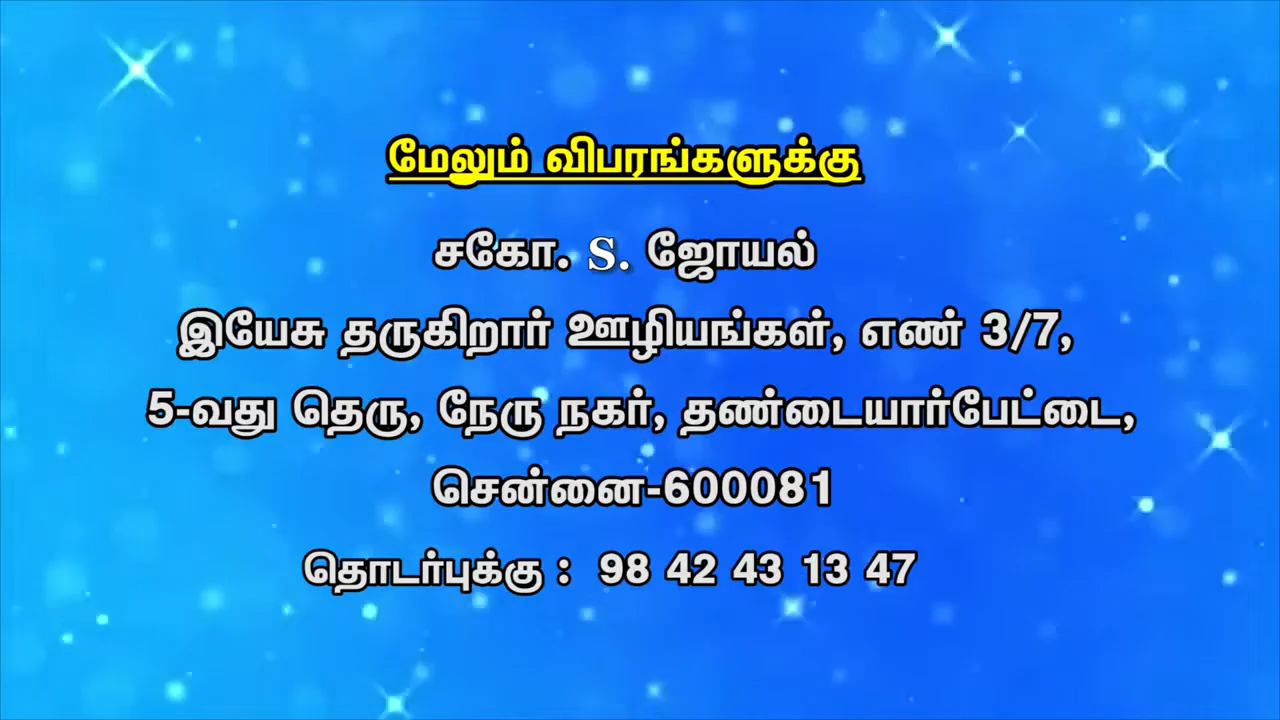 மேலும் விபரங்களுக்கு
சகோ. S. ஜோயல்
இயேசு தருகிறார் ஊழியங்கள், எண் 3/7,
5-வது தெரு, நேரு நகர், தண்டையார்பேட்டை,
சென்னை-600081
தொடர்புக்கு : 98 42 43 13 47